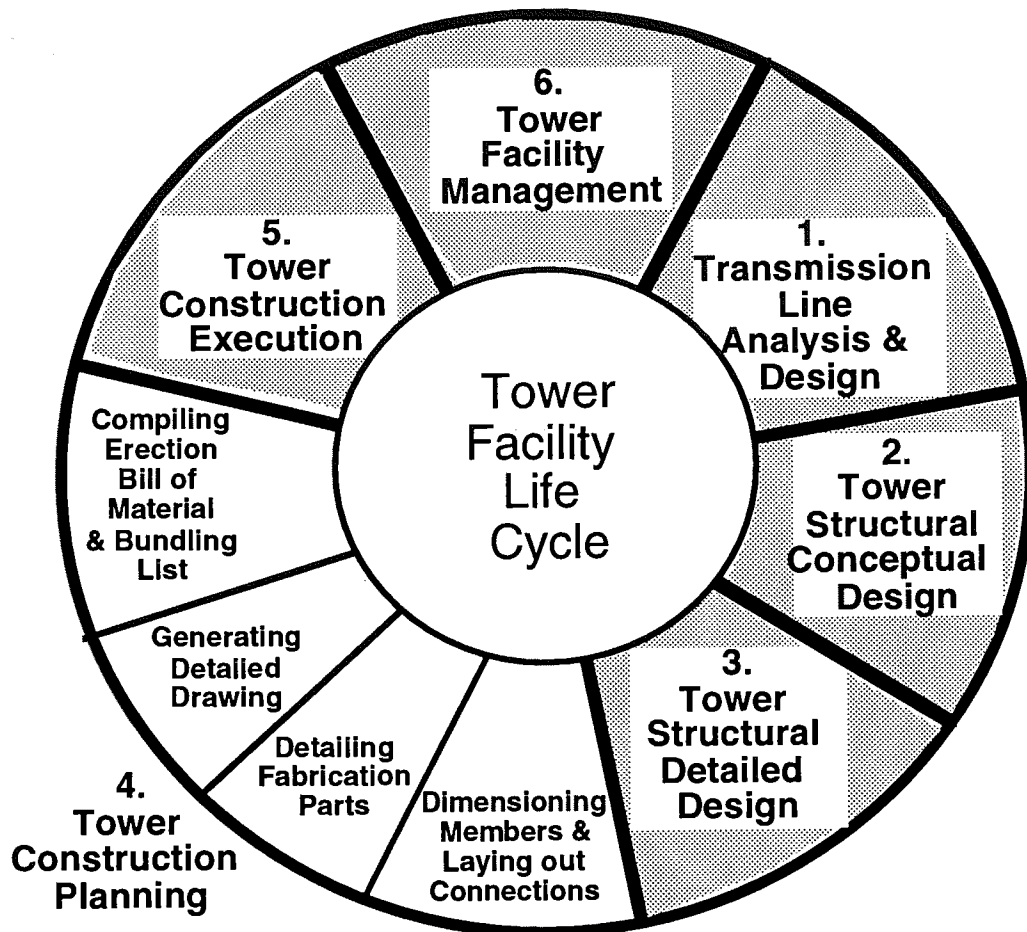 6.
Tower
Facility
Management
1.
Transmission
Line
Analysis &
Design
2.
Tower
Structural
Conceptual
Design
3.
Tower
Structural
Detailed
Design
4.
Tower
Construction
Planning
Dimensioning
Members &
Laying out
Connections
Detailing
Fabrication
Parts
Generating
Detailed
Drawing
Compiling
Erection
Bill of
Material
& Bundling
List
5.
Tower
Construction
Execution
Tower
Facility
Life
Cycle